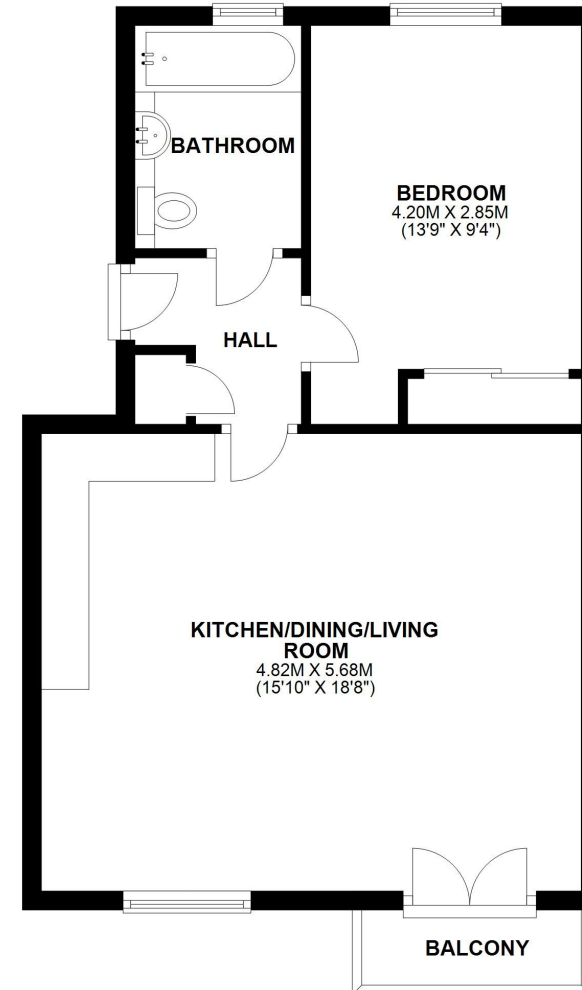 BATHROOM
BEDROOM
4.20M X 2.85M
(13'9" X 9'4")
HALL
KITCHEN/DINING/LIVING
ROOM
4.82M X 5.68M
(15'10" X 18'8")
BALCONY